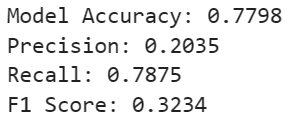 Model Accuracy: 0.7798
Precision: 0.2035
Recall: 0.7875
F1 Score: 0.3234